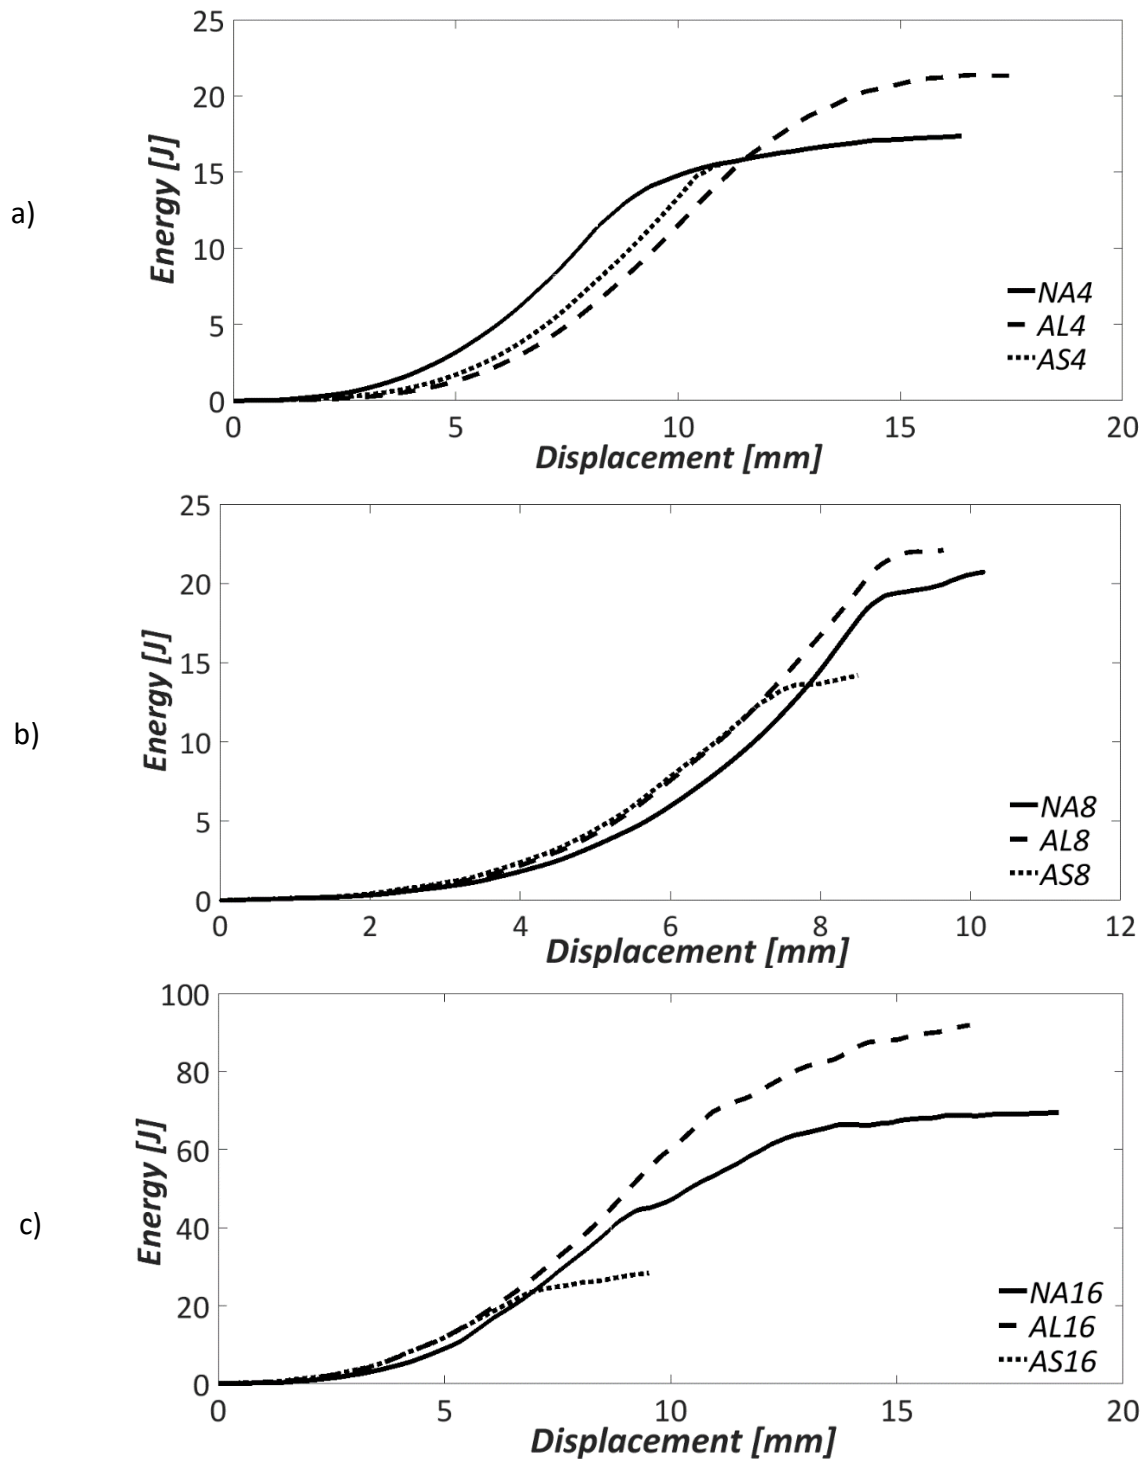 a)
Energy [J]
25
20
15
10
5
0
NA4
AL4
AS4
0 5 10 15 20
Displacement [mm]
b)
Energy [J]
25
20
15
10
5
0
NA8
AL8
AS8
0 2 4 6 8 10 12
Displacement [mm]
c)
Energy [J]
100
80
60
40
20
0
NA16
AL16
AS16
0 5 10 15 20
Displacement [mm]